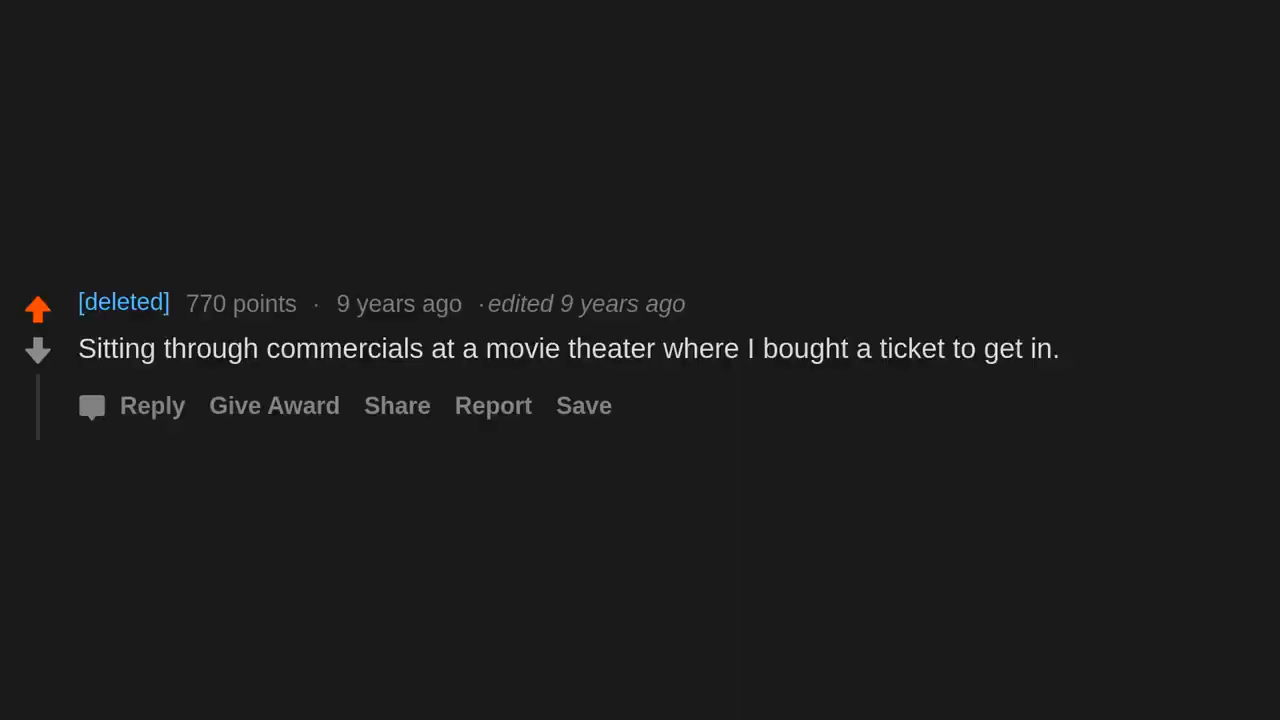 [deleted] 770 points · 9 years ago · edited 9 years ago
Sitting through commercials at a movie theater where I bought a ticket to get in.
Reply Give Award Share Report Save